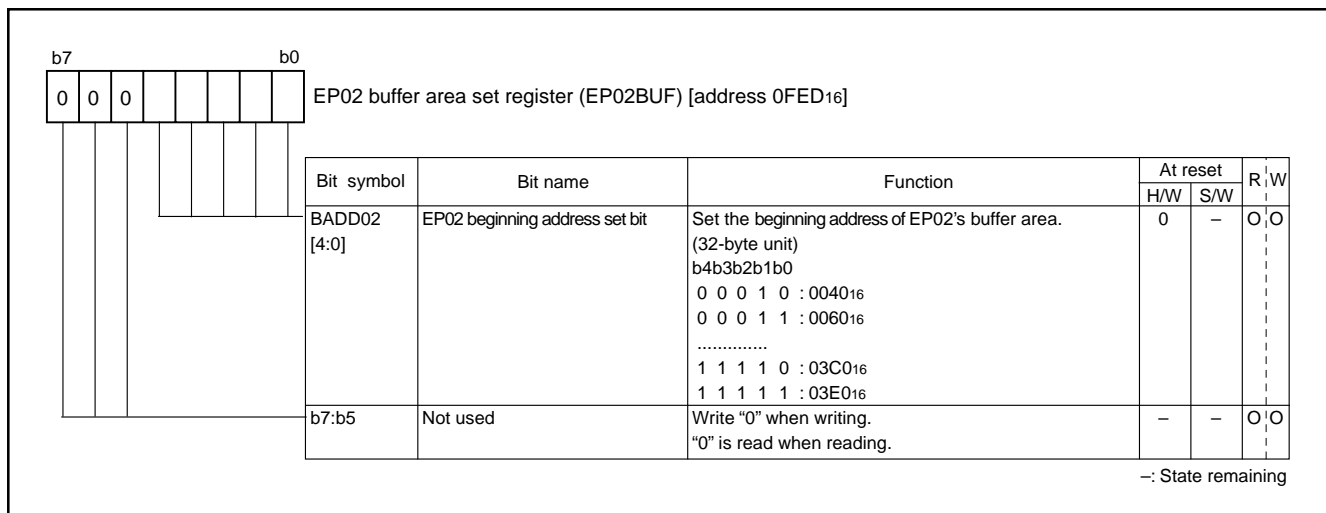 b7 b0
0 0 0
EP02 buffer area set register (EP02BUF) [address 0FED16]
Bit symbol Bit name Function At reset R W
H/W S/W
BADD02 EP02 beginning address set bit Set the beginning address of EP02's buffer area. 0 – O O
[4:0] (32-byte unit)
b4b3b2b1b0
0 0 0 1 0 : 004016
0 0 0 1 1 : 006016
..............
1 1 1 1 0 : 03C016
1 1 1 1 1 : 03E016
b7:b5 Not used Write “0” when writing. – – O O
“0” is read when reading.
–: State remaining